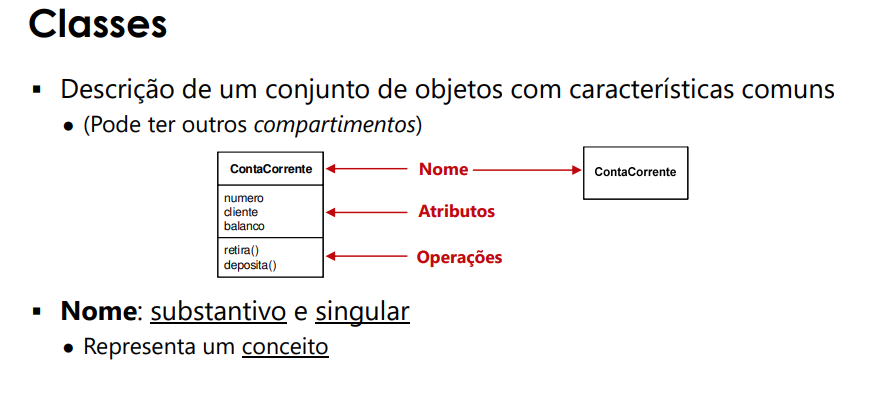 Classes
▪ Descrição de um conjunto de objetos com características comuns
• (Pode ter outros compartimentos)
ContaCorrente
Nome
ContaCorrente
numero
cliente
balanco
Atributos
retira()
deposita()
Operações
▪ Nome: substantivo e singular
• Representa um conceito